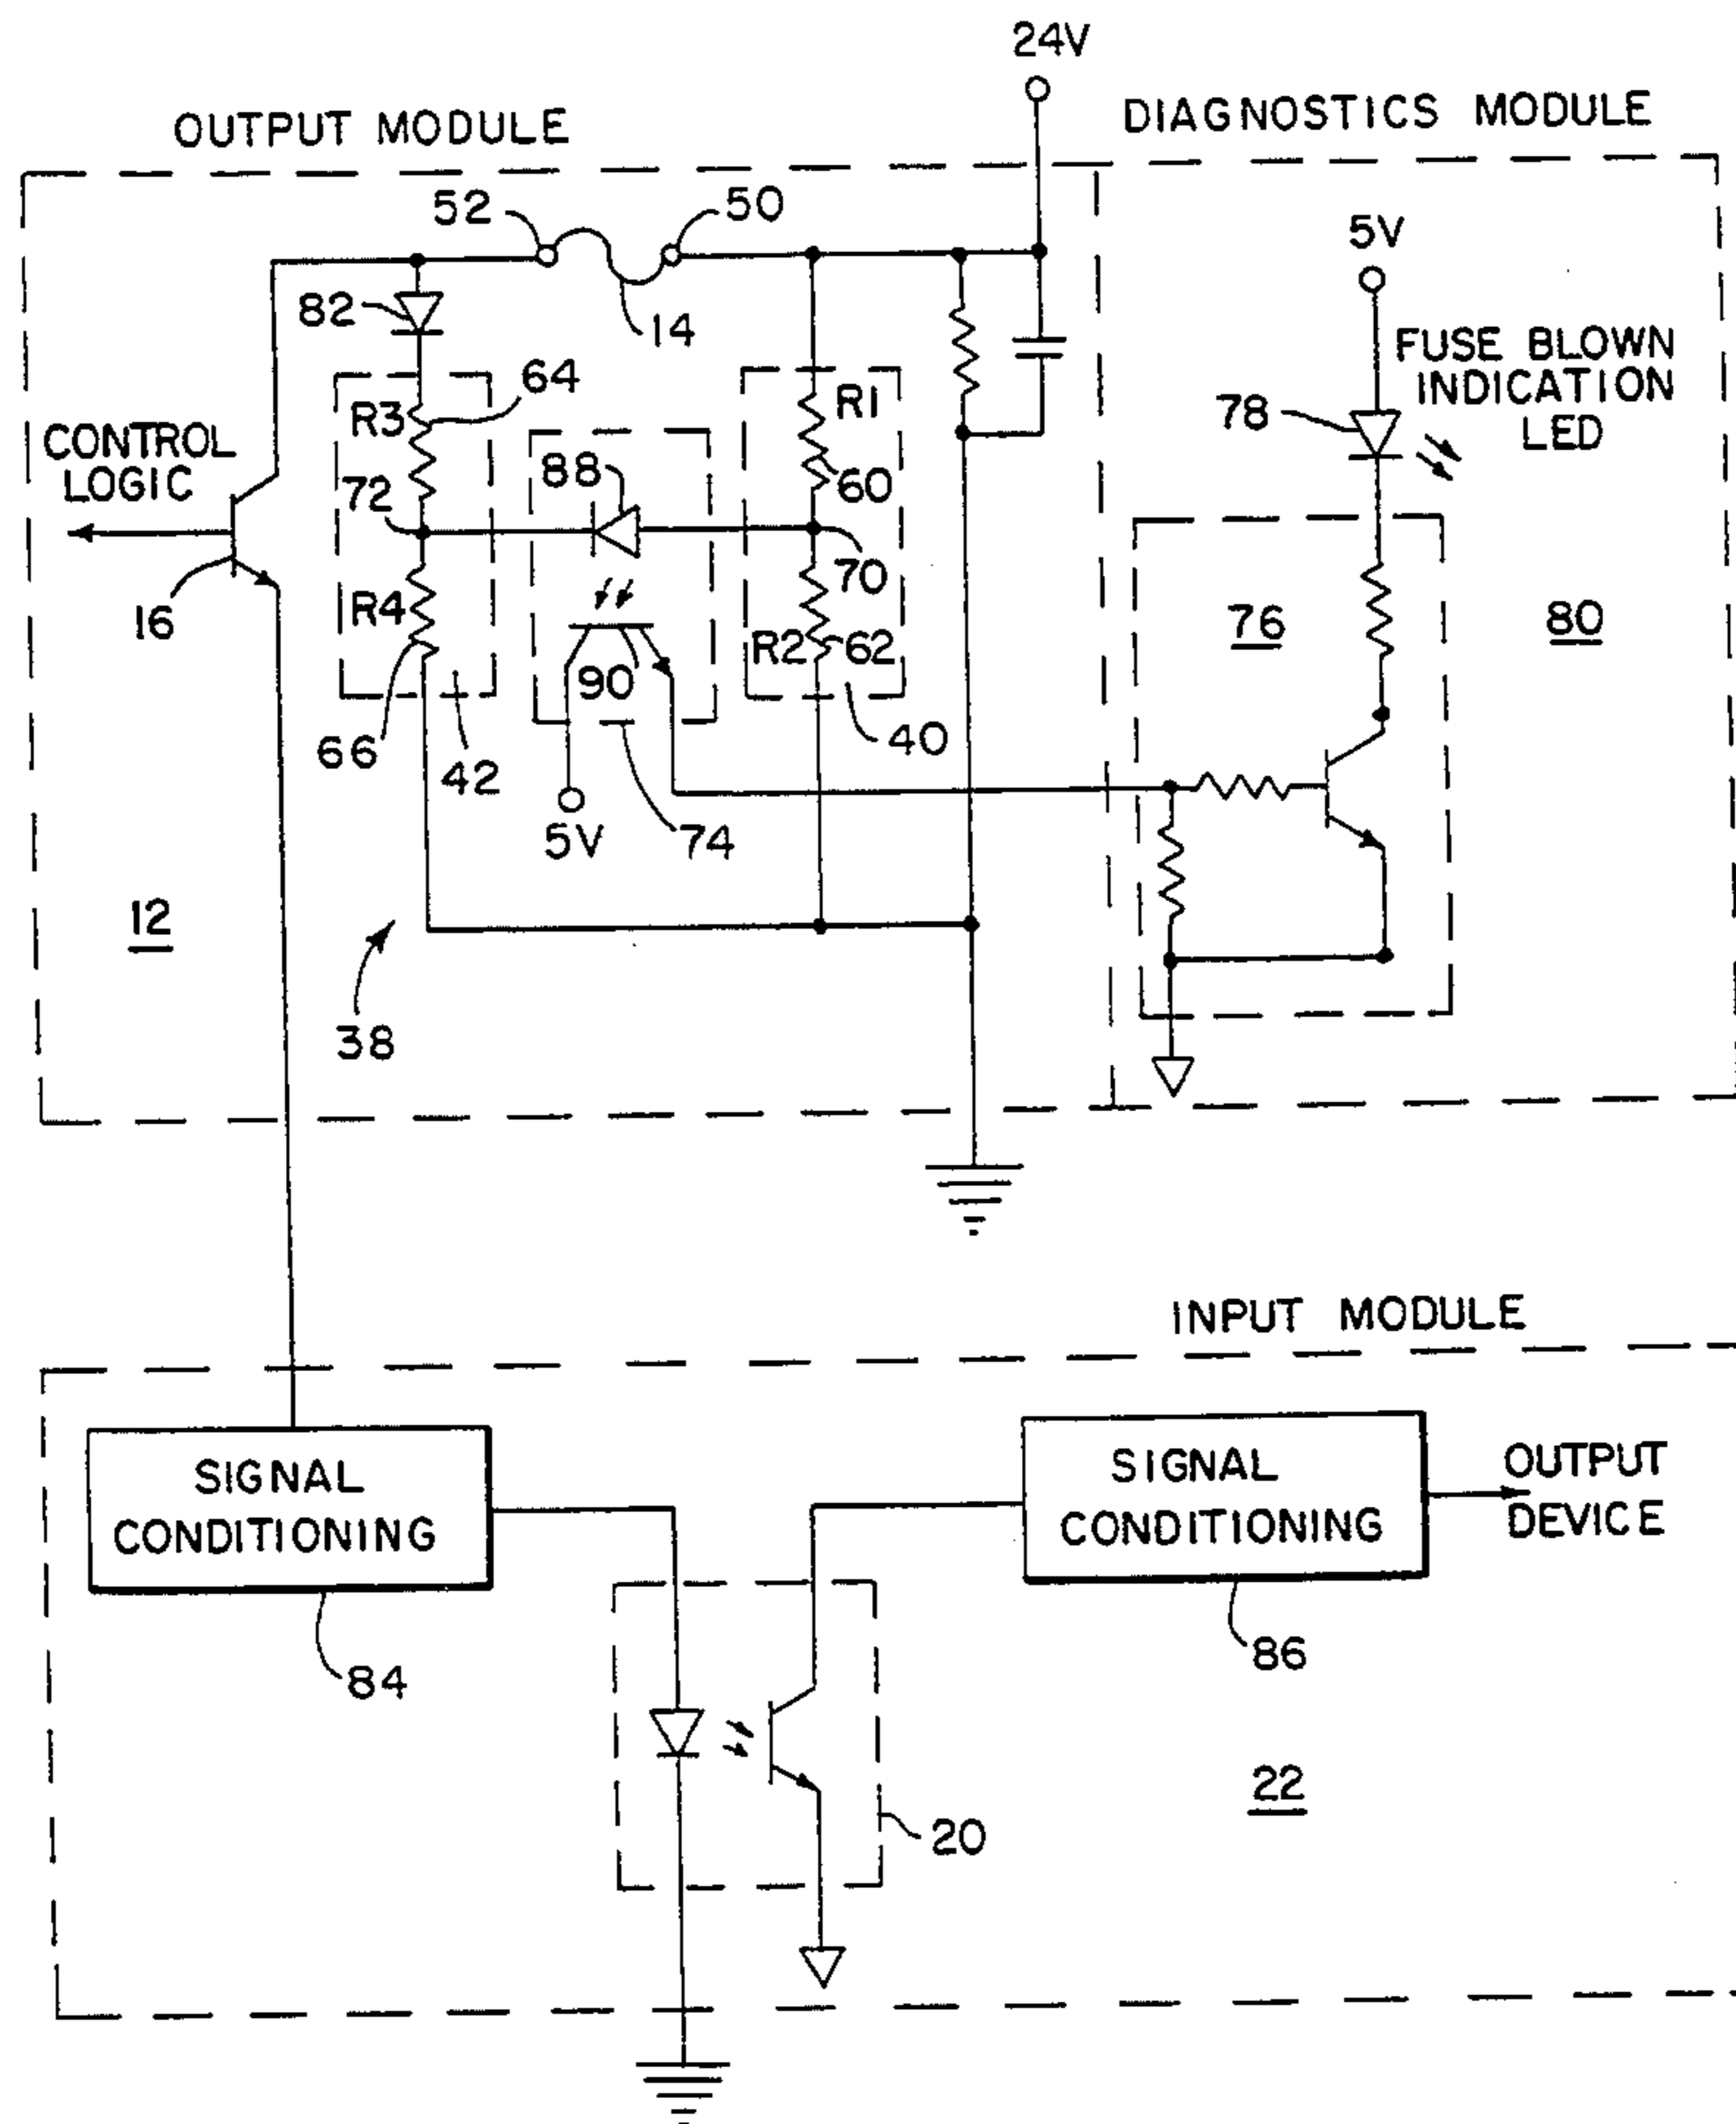 24V
OUTPUT MODULE
DIAGNOSTICS MODULE
52
50
5V
82
14
FUSE BLOWN
INDICATION
LED
64
R3
R1
78
CONTROL
LOGIC
88
60
72
70
16
R4
76
80
R2
62
90
66
42
40
5V
74
12
38
INPUT MODULE
SIGNAL
CONDITIONING
SIGNAL
CONDITIONING
OUTPUT
DEVICE
84
86
22
20